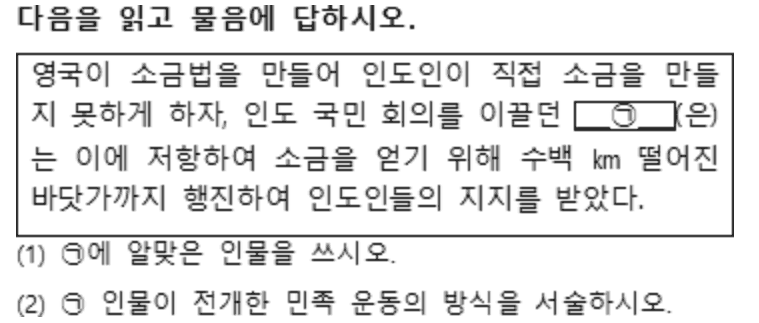 다음을 읽고 물음에 답하시오.
영국이 소금법을 만들어 인도인이 직접 소금을 만들
지 못하게 하자, 인도 국민 회의를 이끌던 ㉠(은)
는 이에 저항하여 소금을 얻기 위해 수백 km 떨어진
바닷가까지 행진하여 인도인들의 지지를 받았다.
(1) ㉠에 알맞은 인물을 쓰시오.
(2) ㉠ 인물이 전개한 민족 운동의 방식을 서술하시오.